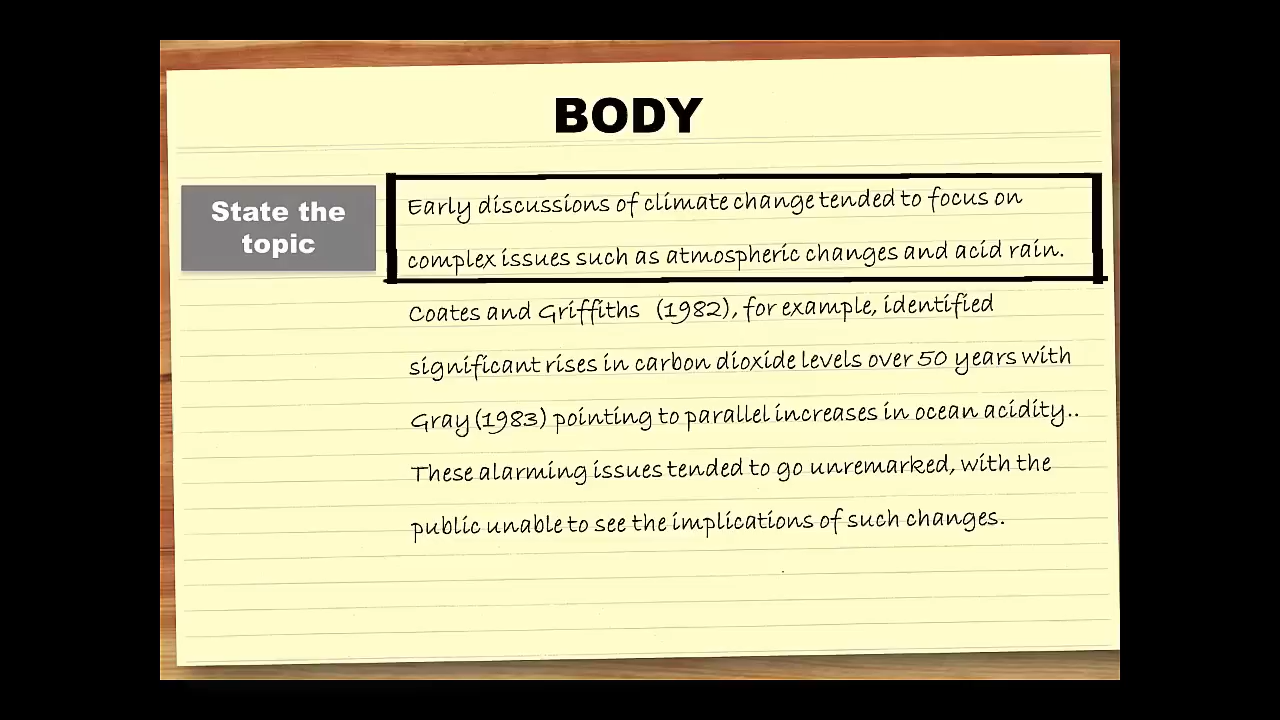 BODY
State the
topic
Early discussions of climate change tended to focus on
complex issues such as atmospheric changes and acid rain.
Coates and Griffiths (1982), for example, identified
significant rises in carbon dioxide levels over 50 years with
Gray (1983) pointing to parallel increases in ocean acidity..
These alarming issues tended to go unremarked, with the
public unable to see the implications of such changes.